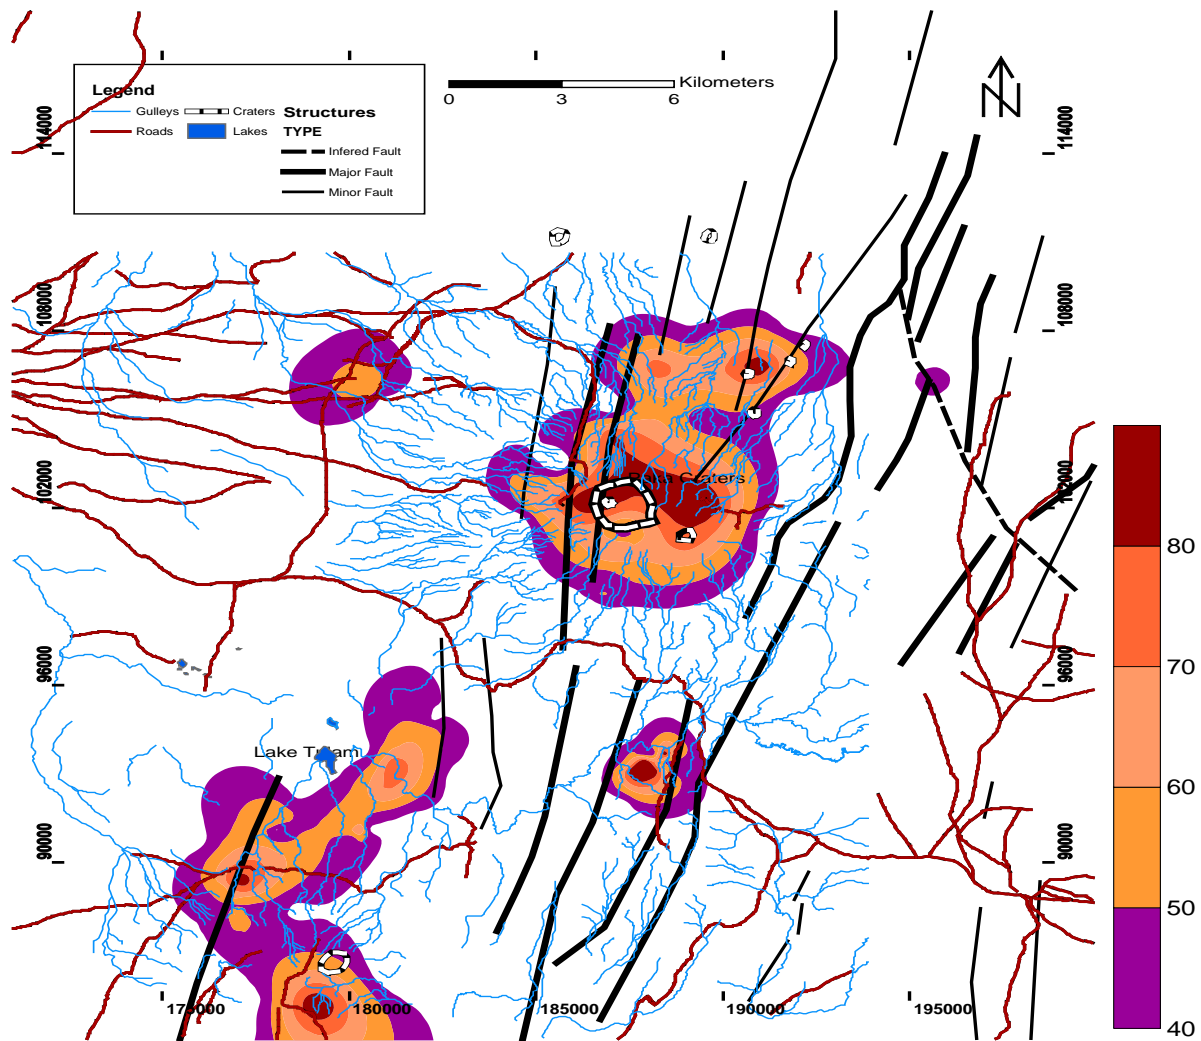 Legend
Gulleys
Craters
Structures
Roads
Lakes
TYPE
Infered Fault
Major Fault
Minor Fault
Kilometers
0
3
6
N
114000
114000
108000
108000
102000
102000
96000
96000
90000
90000
Craters
Lake
180000
185000
190000
195000
80
70
60
50
40